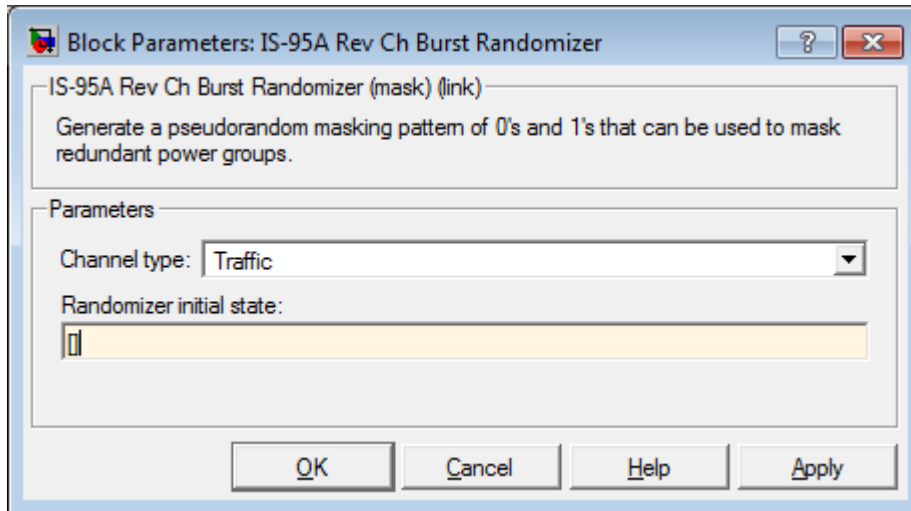 Block Parameters: IS-95A Rev Ch Burst Randomizer
IS-95A Rev Ch Burst Randomizer (mask) (link)
Generate a pseudorandom masking pattern of 0's and 1's that can be used to mask
redundant power groups.
Parameters
Channel type: Traffic
Randomizer initial state:
[]
OK Cancel Help Apply